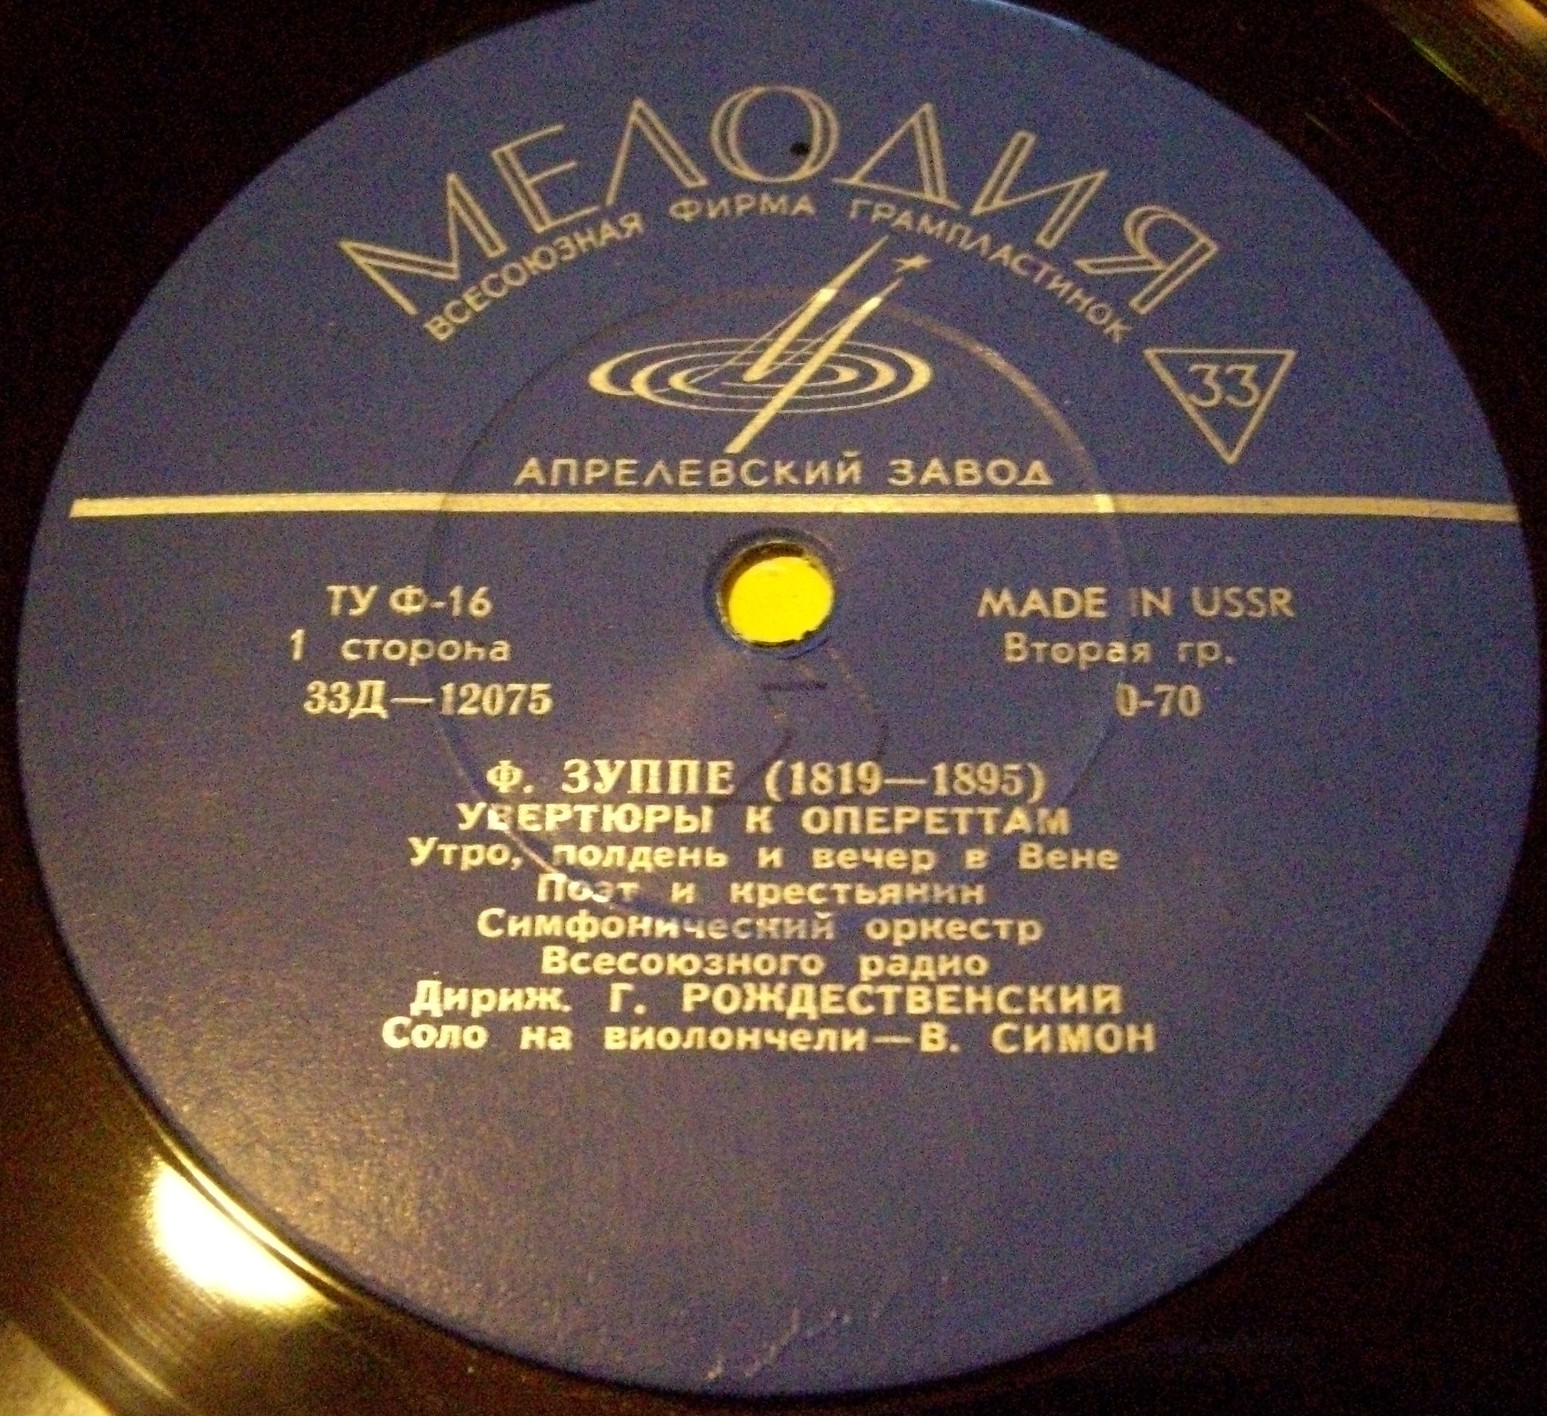 МЕЛОДИЯ
ВСЕСОЮЗНАЯ ФИРМА ГРАМПЛАСТИНОК
33
АПРЕЛЕВСКИЙ ЗАВОД
ТУ Ф-16
1 сторона
33Д—12075
MADE IN USSR
Вторая гр.
0-70
Ф. ЗУППЕ (1819—1895)
УВЕРТЮРЫ К ОПЕРЕТТАМ
Утро, полдень и вечер в Вене
Поэт и крестьянин
Симфонический оркестр
Всесоюзного радио
Дириж. Г. РОЖДЕСТВЕНСКИЙ
Соло на виолончели—В. СИМОН